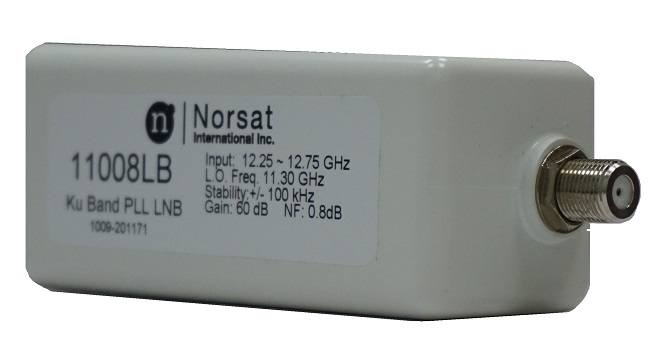 n | Norsat
International Inc.
11008LB
Ku Band PLL LNB
1009-201171
Input: 12.25 ~ 12.75 GHz
L.O. Freq. 11.30 GHz
Stability:+/- 100 kHz
Gain: 60 dB NF: 0.8dB